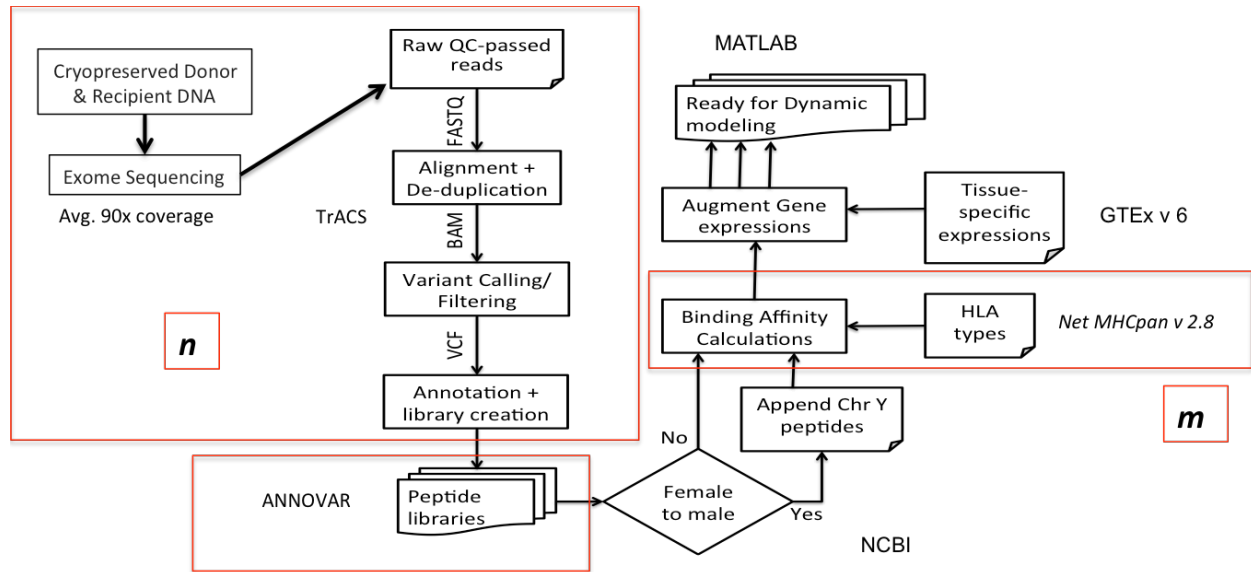 Cryopreserved Donor
& Recipient DNA
Exome Sequencing
Avg. 90x coverage
n
Raw QC-passed
reads
FASTQ
Alignment +
De-duplication
TrACS
BAM
Variant Calling/
Filtering
VCF
Annotation +
library creation
ANNOVAR
Peptide
libraries
Female
to male
No
Yes
NCBI
Append Chr Y
peptides
m
Binding Affinity
Calculations
HLA
types
Net MHCpan v 2.8
Augment Gene
expressions
Tissue-
specific
expressions
GTEx v 6
Ready for Dynamic
modeling
MATLAB